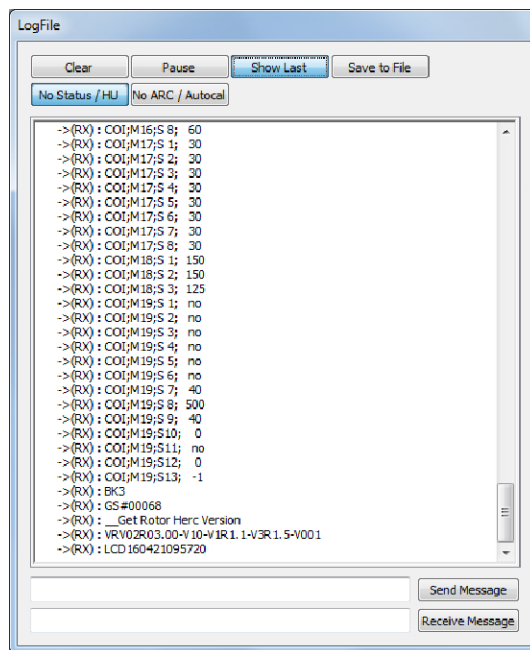 LogFile
Clear Pause Show Last Save to File
No Status / HU No ARC / Autocal
->(RX) : COI;M16;S 8; 60
->(RX) : COI;M17;S 1; 30
->(RX) : COI;M17;S 2; 30
->(RX) : COI;M17;S 3; 30
->(RX) : COI;M17;S 4; 30
->(RX) : COI;M17;S 5; 30
->(RX) : COI;M17;S 6; 30
->(RX) : COI;M17;S 7; 30
->(RX) : COI;M17;S 8; 30
->(RX) : COI;M18;S 1; 150
->(RX) : COI;M18;S 2; 150
->(RX) : COI;M18;S 3; 125
->(RX) : COI;M19;S 1; no
->(RX) : COI;M19;S 2; no
->(RX) : COI;M19;S 3; no
->(RX) : COI;M19;S 4; no
->(RX) : COI;M19;S 5; no
->(RX) : COI;M19;S 6; no
->(RX) : COI;M19;S 7; 40
->(RX) : COI;M19;S 8; 500
->(RX) : COI;M19;S 9; 40
->(RX) : COI;M19;S10; 0
->(RX) : COI;M19;S11; no
->(RX) : COI;M19;S12; 0
->(RX) : COI;M19;S13; -1
->(RX) : BK3
->(RX) : GS#00068
->(RX) : __Get Rotor Herc Version
->(RX) : VRV02R03.00-V10-V1R1.1-V3R1.5-V001
->(RX) : LCD160421095720
Send Message
Receive Message